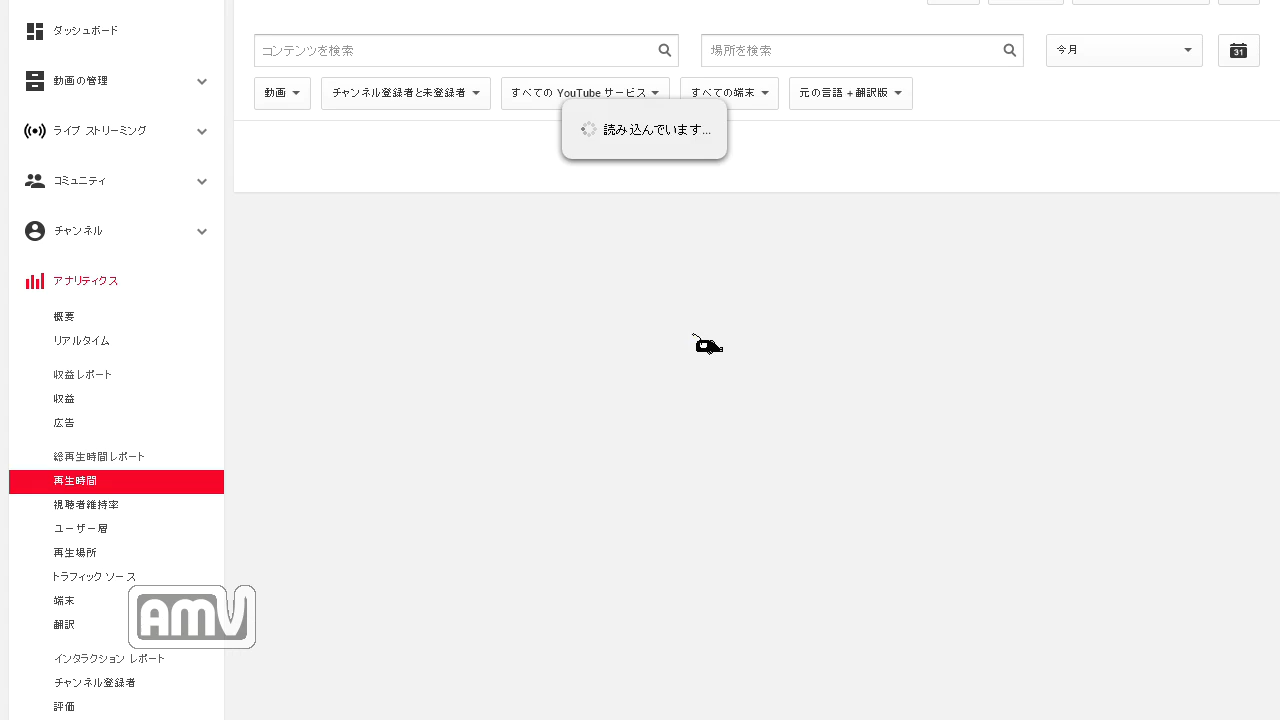 ダッシュボード
動画の管理
ライブ ストリーミング
コミュニティ
チャンネル
アナリティクス
概要
リアルタイム
収益レポート
収益
広告
総再生時間レポート
再生時間
視聴者維持率
ユーザー層
再生場所
トラフィック ソース
端末
翻訳
インタラクション レポート
チャンネル登録者
評価
コンテンツを検索
場所を検索
今月
31
動画
チャンネル登録者と未登録者
すべての YouTube サービス
すべての端末
元の言語 + 翻訳版
読み込んでいます...
AMV